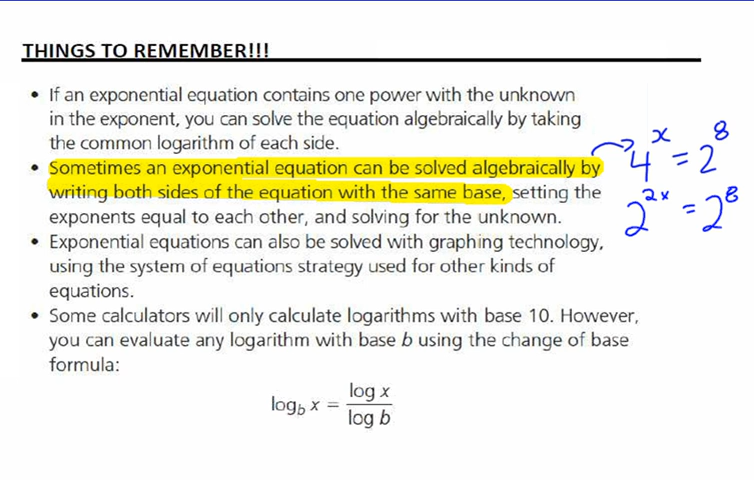 THINGS TO REMEMBER!!!
• If an exponential equation contains one power with the unknown
in the exponent, you can solve the equation algebraically by taking
the common logarithm of each side.
• Sometimes an exponential equation can be solved algebraically by
writing both sides of the equation with the same base, setting the
exponents equal to each other, and solving for the unknown.
• Exponential equations can also be solved with graphing technology,
using the system of equations strategy used for other kinds of
equations.
• Some calculators will only calculate logarithms with base 10. However,
you can evaluate any logarithm with base b using the change of base
formula:
log_b x = log x / log b
4^x = 2^8
2^2x = 2^8